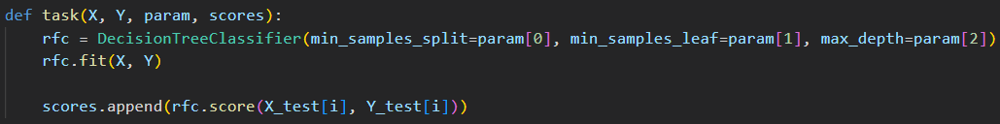 def task(X, Y, param, scores):
rfc = DecisionTreeClassifier(min_samples_split=param[0], min_samples_leaf=param[1], max_depth=param[2])
rfc.fit(X, Y)
scores.append(rfc.score(X_test[i], Y_test[i]))